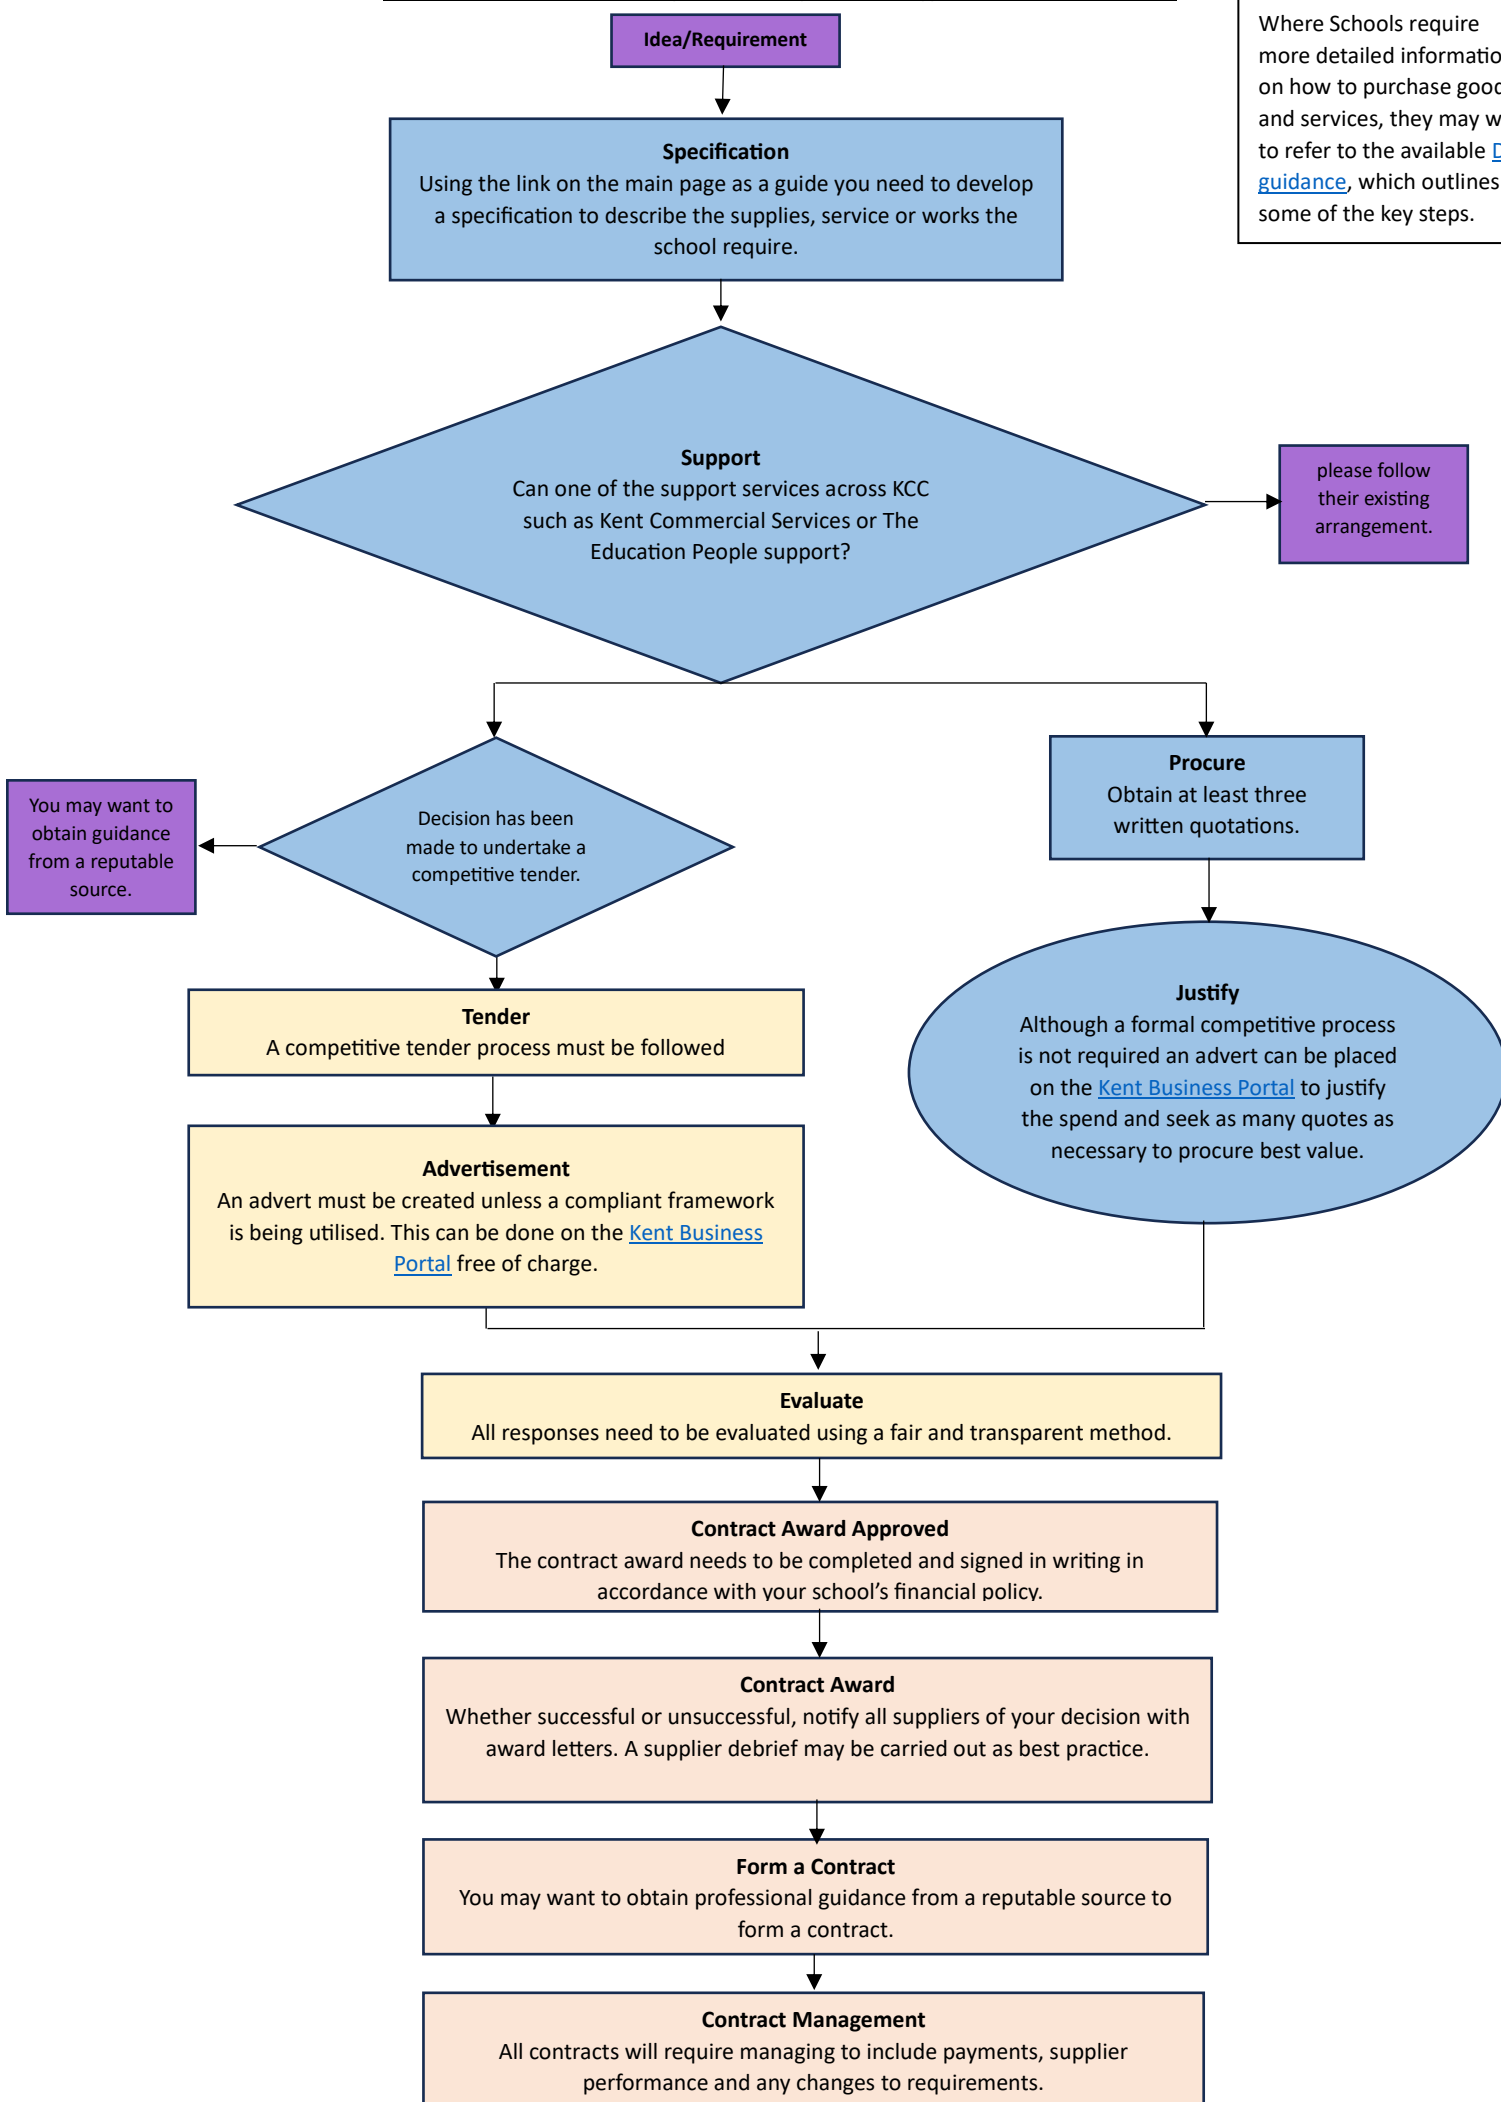 Idea/Requirement
Where Schools require
more detailed informatio
on how to purchase good
and services, they may w
to refer to the available D
guidance, which outlines
some of the key steps.
Specification
Using the link on the main page as a guide you need to develop
a specification to describe the supplies, service or works the
school require.
Support
Can one of the support services across KCC
such as Kent Commercial Services or The
Education People support?
please follow
their existing
arrangement.
Decision has been
made to undertake a
competitive tender.
You may want to
obtain guidance
from a reputable
source.
Procure
Obtain at least three
written quotations.
Tender
A competitive tender process must be followed
Justify
Although a formal competitive process
is not required an advert can be placed
on the Kent Business Portal to justify
the spend and seek as many quotes as
necessary to procure best value.
Advertisement
An advert must be created unless a compliant framework
is being utilised. This can be done on the Kent Business
Portal free of charge.
Evaluate
All responses need to be evaluated using a fair and transparent method.
Contract Award Approved
The contract award needs to be completed and signed in writing in
accordance with your school's financial policy.
Contract Award
Whether successful or unsuccessful, notify all suppliers of your decision with
award letters. A supplier debrief may be carried out as best practice.
Form a Contract
You may want to obtain professional guidance from a reputable source to
form a contract.
Contract Management
All contracts will require managing to include payments, supplier
performance and any changes to requirements.